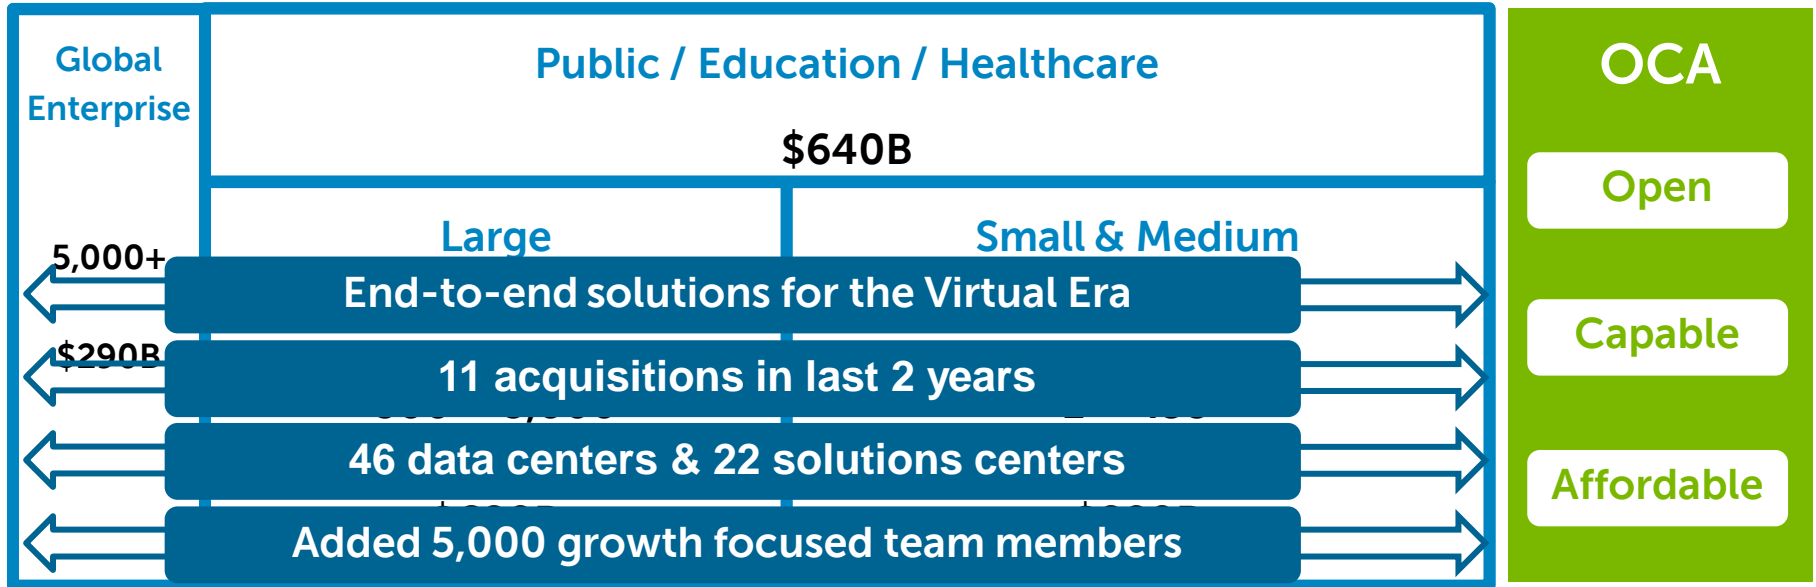 Global
Enterprise
Public / Education / Healthcare
$640B
Large
Small & Medium
5,000+
End-to-end solutions for the Virtual Era
$290B
11 acquisitions in last 2 years
46 data centers & 22 solutions centers
Added 5,000 growth focused team members
OCA
Open
Capable
Affordable